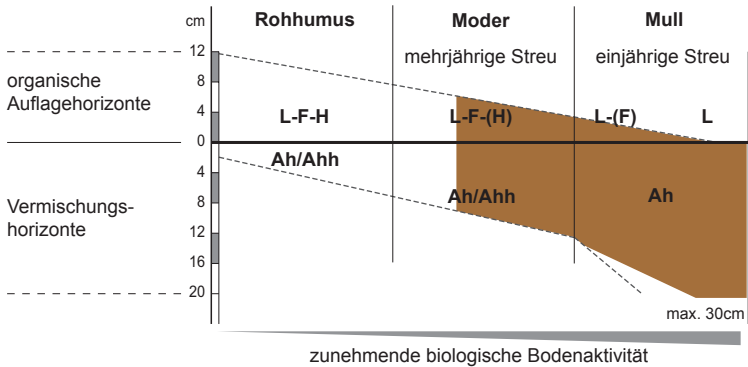 cm
Rohhumus
Moder
Mull
12
mehrjährige Streu
einjährige Streu
organische
8
Auflagehorizonte
4
L-F-H
L-F-(H)
L-(F)
L
0
Ah/Ahh
4
Vermischungs-
8
Ah/Ahh
Ah
horizonte
12
16
20
max. 30cm
zunehmende biologische Bodenaktivität